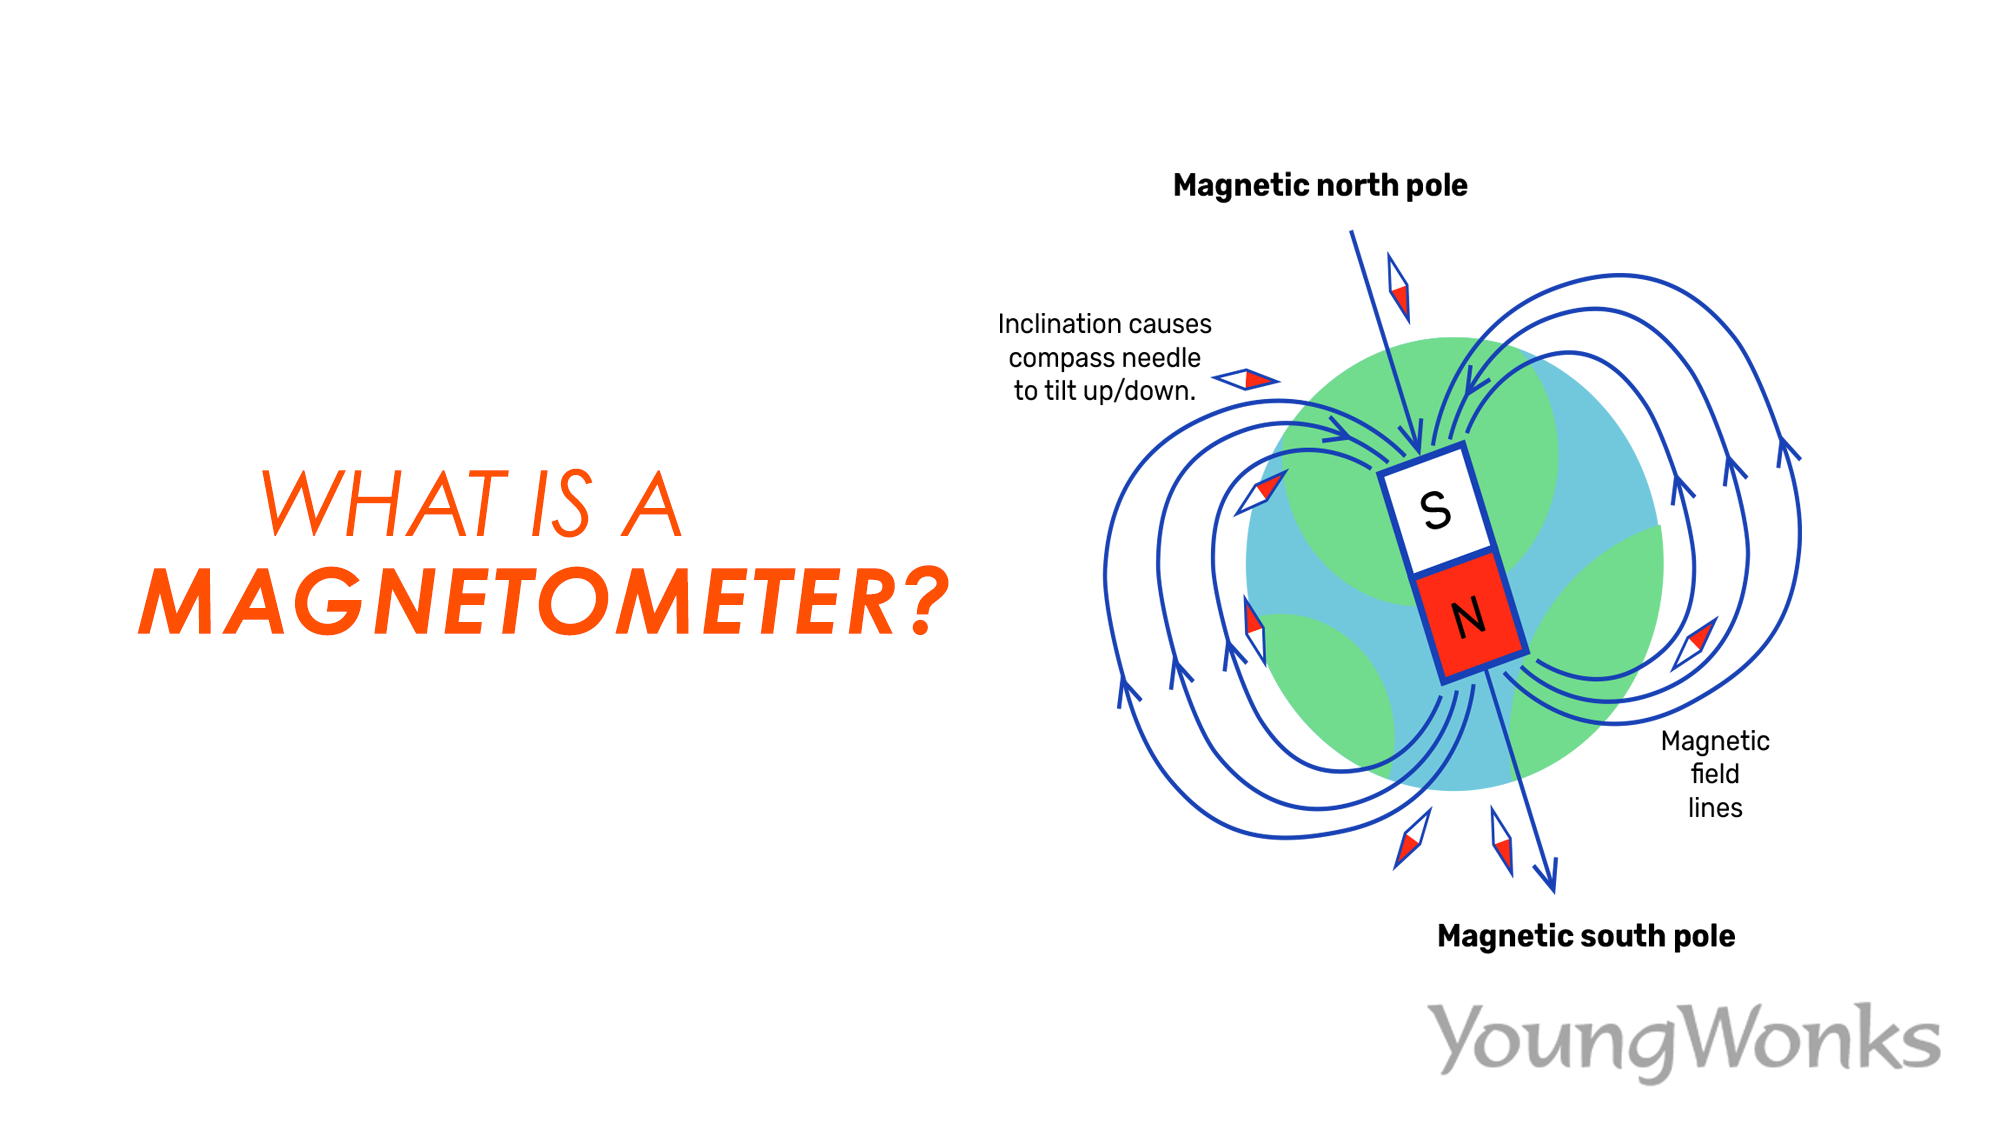 WHAT IS A
MAGNETOMETER?
Magnetic north pole
Inclination causes
compass needle
to tilt up/down.
S
N
Magnetic
field
lines
Magnetic south pole
YoungWonks